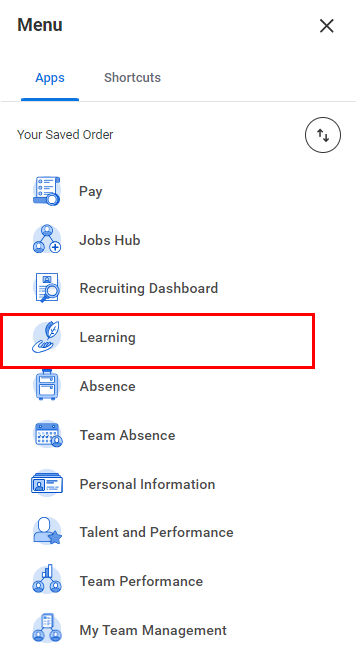 Menu
Apps
Shortcuts
Your Saved Order
Pay
Jobs Hub
Recruiting Dashboard
Learning
Absence
Team Absence
Personal Information
Talent and Performance
Team Performance
My Team Management